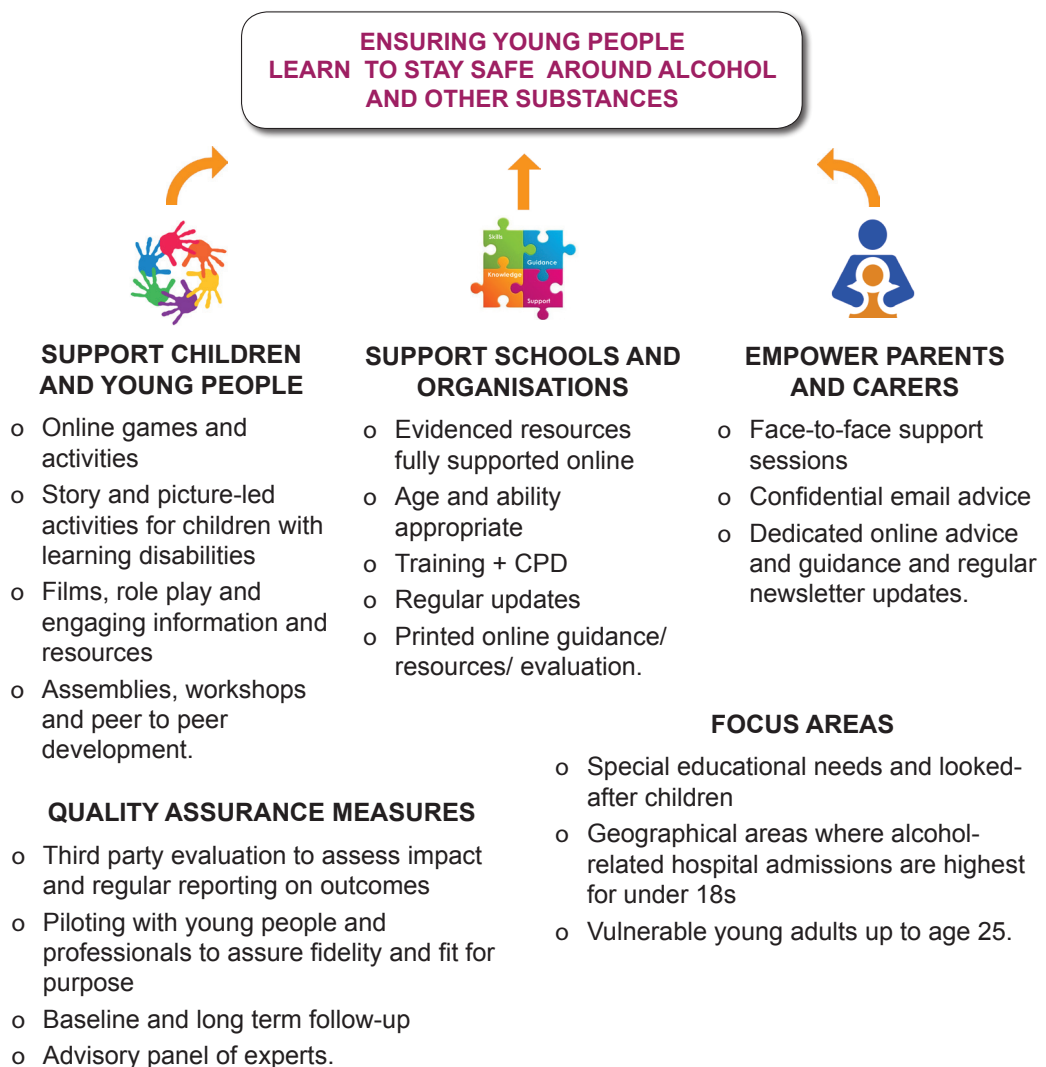 ENSURING YOUNG PEOPLE
LEARN TO STAY SAFE AROUND ALCOHOL
AND OTHER SUBSTANCES
Skills
Guidance
Knowledge
Support
SUPPORT CHILDREN
AND YOUNG PEOPLE
o Online games and
activities
o Story and picture-led
activities for children with
learning disabilities
o Films, role play and
engaging information and
resources
o Assemblies, workshops
and peer to peer
development.
SUPPORT SCHOOLS AND
ORGANISATIONS
o Evidenced resources
fully supported online
o Age and ability
appropriate
o Training + CPD
o Regular updates
o Printed online guidance/
resources/ evaluation.
EMPOWER PARENTS
AND CARERS
o Face-to-face support
sessions
o Confidential email advice
o Dedicated online advice
and guidance and regular
newsletter updates.
QUALITY ASSURANCE MEASURES
o Third party evaluation to assess impact
and regular reporting on outcomes
o Piloting with young people and
professionals to assure fidelity and fit for
purpose
o Baseline and long term follow-up
o Advisory panel of experts.
FOCUS AREAS
o Special educational needs and looked-
after children
o Geographical areas where alcohol-
related hospital admissions are highest
for under 18s
o Vulnerable young adults up to age 25.